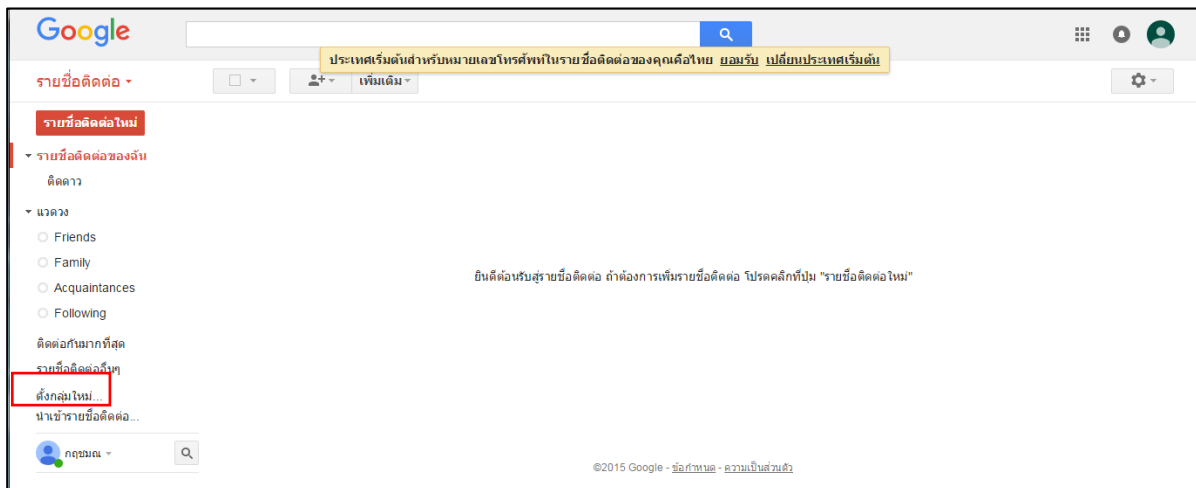 Google
ประเทศเริ่มต้นสำหรับหมายเลขโทรศัพท์ในรายชื่อติดต่อของคุณคือไทย ยอมรับ เปลี่ยนประเทศเริ่มต้น
รายชื่อติดต่อ
เพิ่มเติม
รายชื่อติดต่อใหม่
รายชื่อติดต่อของฉัน
ติดดาว
แวดวง
Friends
Family
Acquaintances
Following
ยินดีต้อนรับสู่รายชื่อติดต่อ ถ้าต้องการเพิ่มรายชื่อติดต่อ โปรดคลิกที่ปุ่ม "รายชื่อติดต่อใหม่"
ติดต่อกันมากที่สุด
รายชื่อติดต่ออื่นๆ
ตั้งกลุ่มใหม่...
นำเข้ารายชื่อติดต่อ...
กฤชมณ
©2015 Google - ข้อกำหนด - ความเป็นส่วนตัว